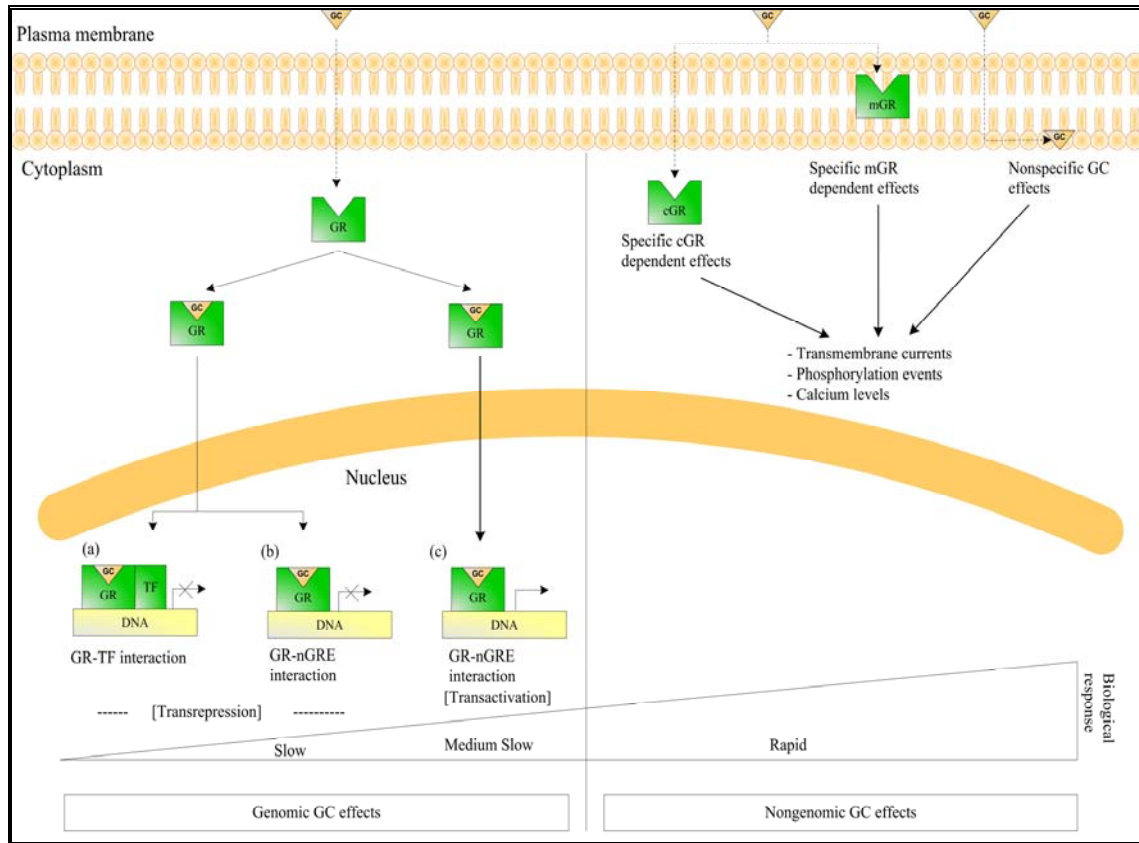 GC
GC
GC
Plasma membrane
mGR
GC
Cytoplasm
Specific mGR
dependent effects
Nonspecific GC
effects
cGR
GR
Specific cGR
dependent effects
GC
GR
GC
GR
- Transmembrane currents
- Phosphorylation events
- Calcium levels
Nucleus
(a)
(b)
(c)
GC
GR
TF
DNA
GC
GR
DNA
GC
GR
DNA
GR-TF interaction
GR-nGRE
interaction
GR-nGRE
interaction
[Transactivation]
------ [Transrepression] ----------
Slow
Medium Slow
Rapid
Biological
response
Genomic GC effects
Nongenomic GC effects